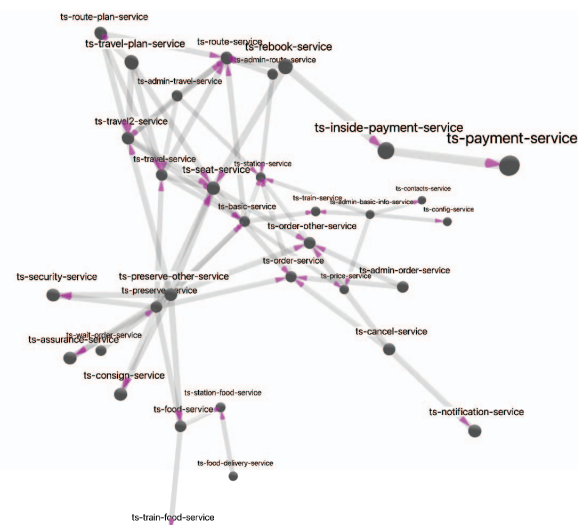 ts-route-plan-service
ts-travel-plan-service
ts-route-service
ts-rebook-service
ts-admin-route-service
ts-admin-travel-service
ts-travel2-service
ts-inside-payment-service
ts-payment-service
ts-travel-service
ts-station-service
ts-seat-service
ts-contacts-service
ts-train-service
ts-admin-basic-info-service
ts-basic-service
ts-config-service
ts-order-other-service
ts-order-service
ts-admin-order-service
ts-security-service
ts-preserve-other-service
ts-price-service
ts-preserve-service
ts-wait-order-service
ts-assurance-service
ts-cancel-service
ts-consign-service
ts-station-food-service
ts-food-service
ts-notification-service
ts-food-delivery-service
ts-train-food-service